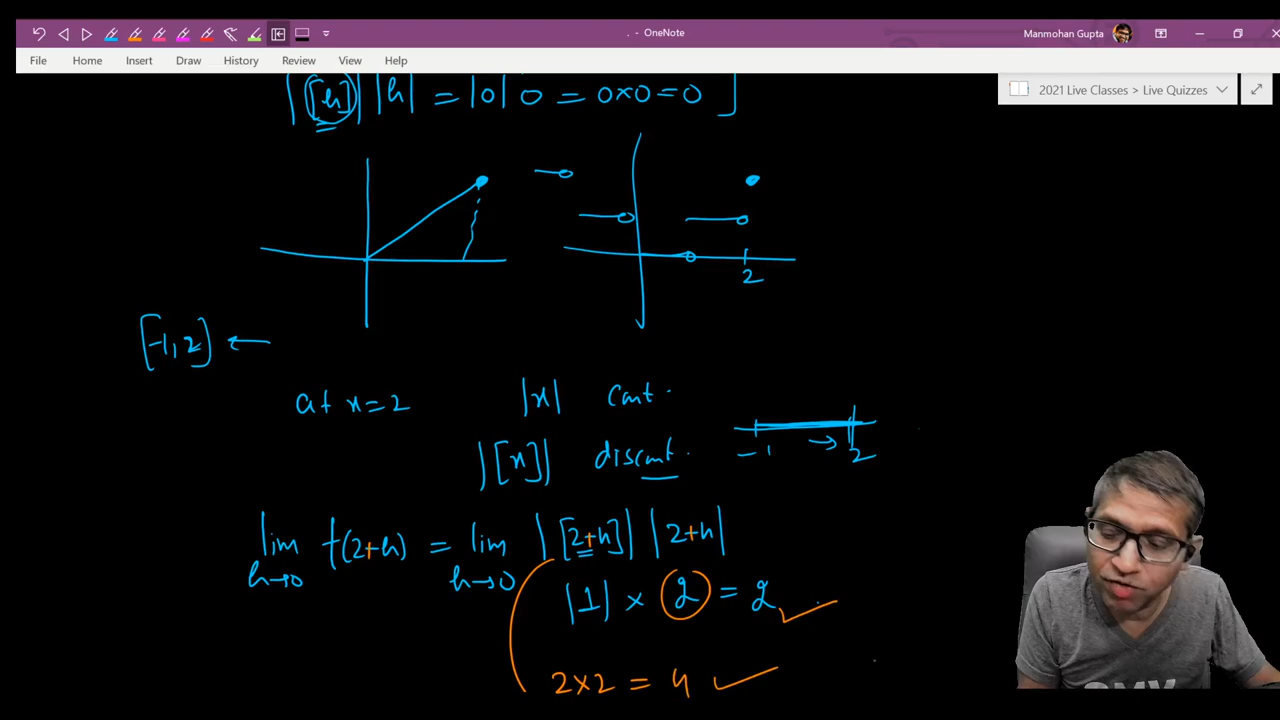 . - OneNote
Manmohan Gupta
File Home Insert Draw History Review View Help
2021 Live Classes > Live Quizzes
|[h]| |h| = |0| 0 = 0×0=0 ]
2
[-1,2] ←
at x=2 |x| cont.
|[x]| discont.
-1 → 2
lim f(2+h) = lim |[2+h]| |2+h|
h→0 h→0
|1| × 2 = 2 ✓
2×2 = 4 ✓